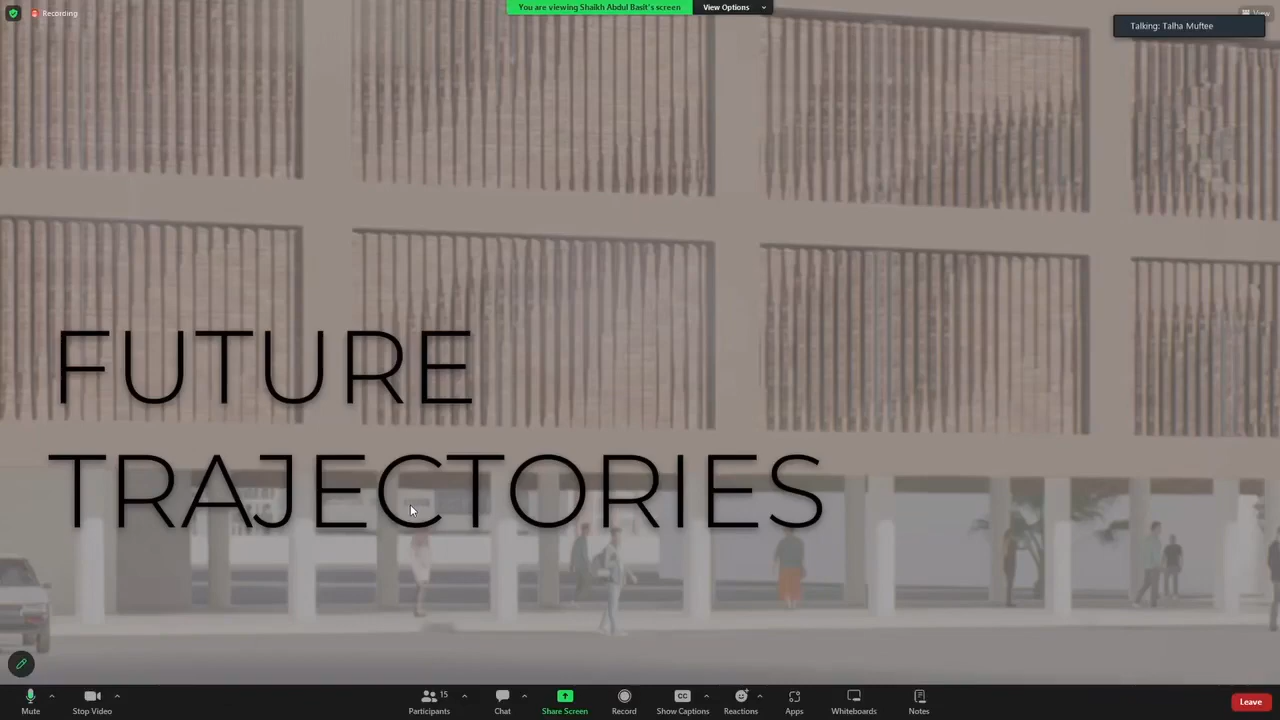 Recording
You are viewing Shaikh Abdul Basit's screen
View Options
View
Talking: Talha Muftee
FUTURE
TRAJECTORIES
Mute
Stop Video
Participants
15
Chat
Share Screen
Record
Show Captions
Reactions
Apps
Whiteboards
Notes
Leave